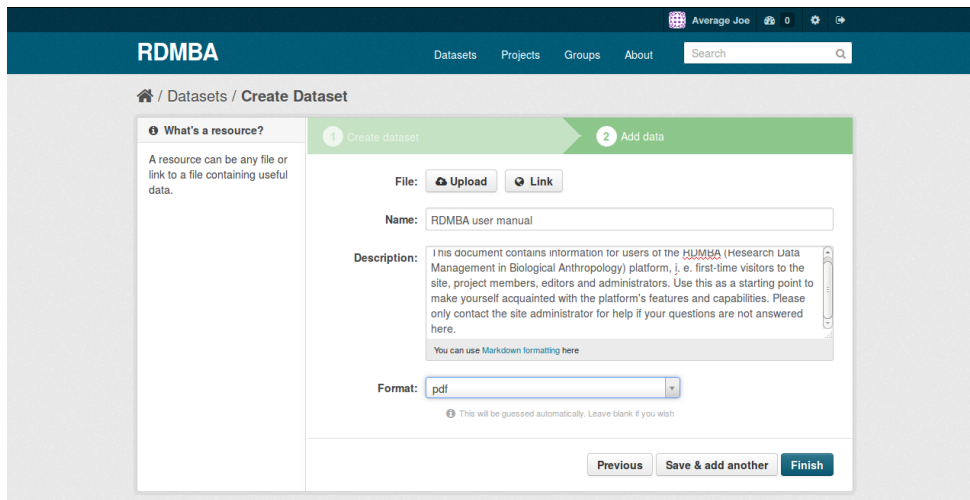 Average Joe 0
RDMBA
Datasets Projects Groups About Search
/ Datasets / Create Dataset
What's a resource?
A resource can be any file or
link to a file containing useful
data.
1 Create dataset
2 Add data
File: Upload Link
Name: RDMBA user manual
Description: This document contains information for users of the RDMBA (Research Data
Management in Biological Anthropology) platform, i. e. first-time visitors to the
site, project members, editors and administrators. Use this as a starting point to
make yourself acquainted with the platform's features and capabilities. Please
only contact the site administrator for help if your questions are not answered
here.
You can use Markdown formatting here
Format: pdf
This will be guessed automatically. Leave blank if you wish
Previous Save & add another Finish